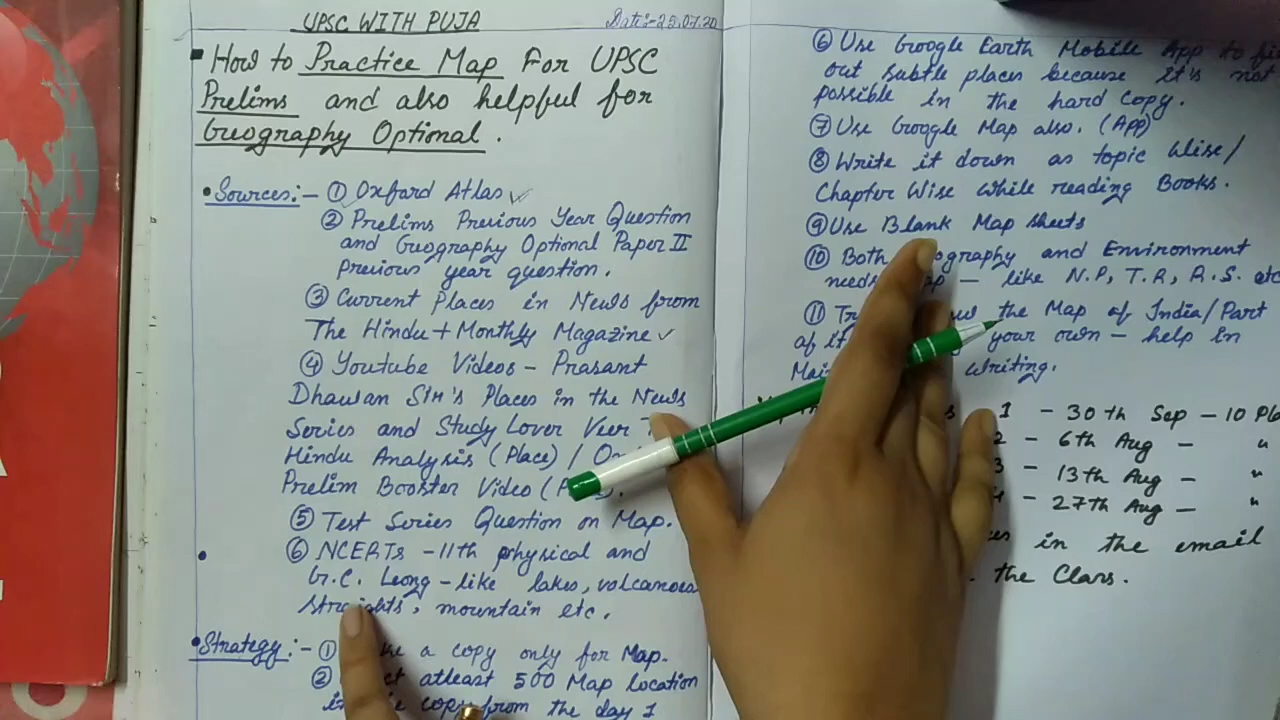 UPSC WITH PUJA
Date:-25.07.20
How to Practice Map For UPSC
Prelims and also helpful for
Geography Optional.
Sources:- ① Oxford Atlas ✓
② Prelims Previous Year Question
and Geography Optional Paper II
Previous year question.
③ Current Places in News from
The Hindu + Monthly Magazine ✓
④ Youtube Videos - Prasant
Dhawan Sir's Places in the News
Series and Study Lover Veer
Hindu Analysis (Place) /
Prelim Booster Video
⑤ Test Series Question on Map.
⑥ NCERTs - 11th physical and
G.C. Leong - like lakes, volcanoes
Straights, mountain etc.
Strategy:- ① a copy only for Map.
② atleast 500 Map location
copy from the day 1
⑥ Use Google Earth Mobile App to
out subtle places because it's not
possible in the hard copy.
⑦ Use Google Map also. (App)
⑧ Write it down as topic Wise/
Chapter Wise while reading Books.
⑨ Use Blank Map sheets
⑩ Both and Environment
needs - like N.P, T.R, R.S. etc
⑪ the Map of India/Part
of your own - help in
Writing.
1 - 30th Sep - 10
2 - 6th Aug - "
3 - 13th Aug - "
27th Aug - "
in the email
the Class.